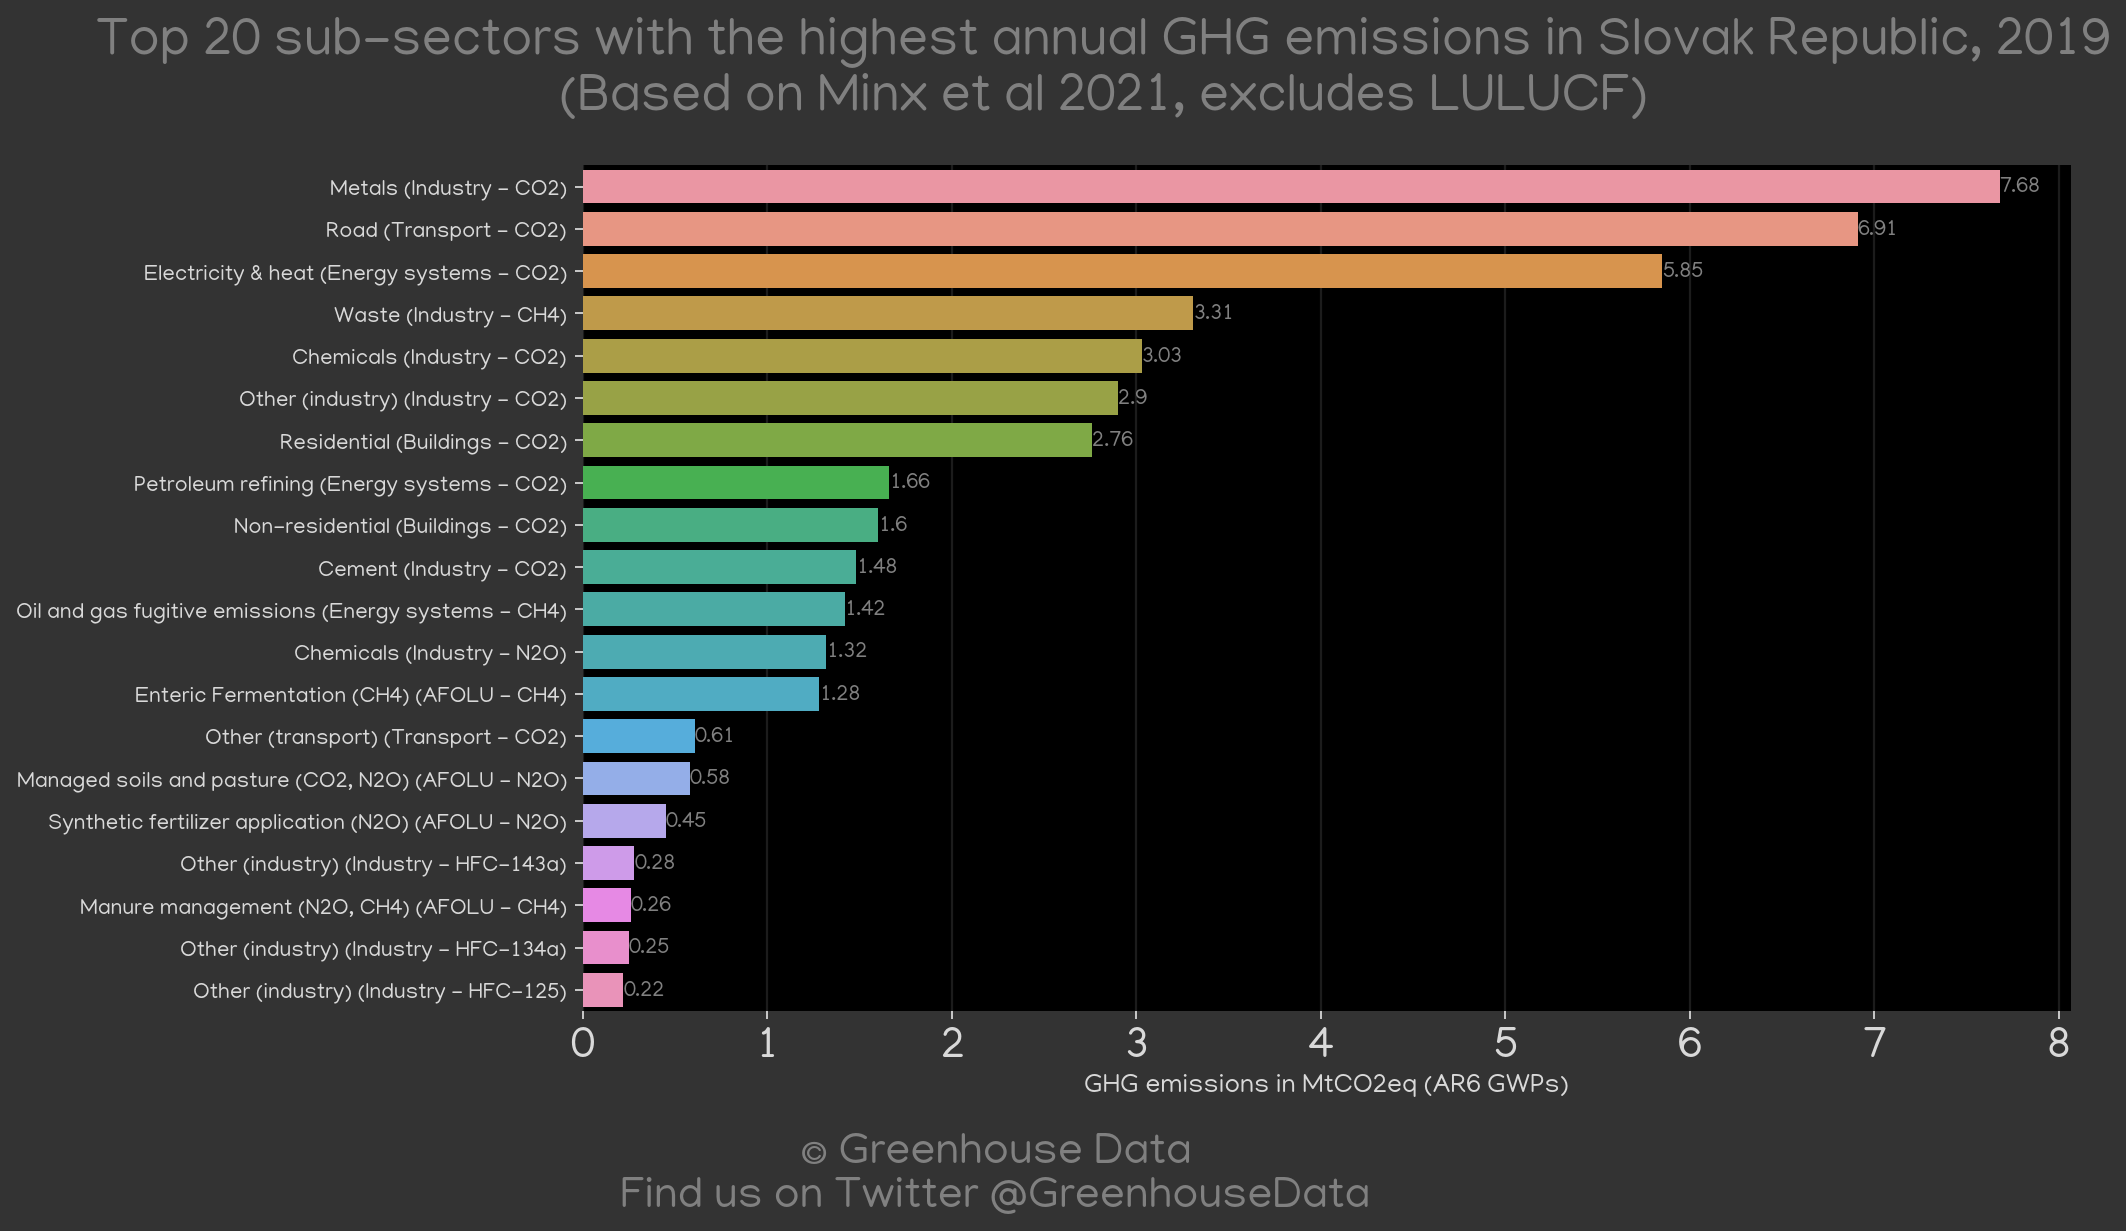 Top 20 sub-sectors with the highest annual GHG emissions in Slovak Republic, 2019
(Based on Minx et al 2021, excludes LULUCF)
Metals (Industry - CO2) 7.68
Road (Transport - CO2) 6.91
Electricity & heat (Energy systems - CO2) 5.85
Waste (Industry - CH4) 3.31
Chemicals (Industry - CO2) 3.03
Other (industry) (Industry - CO2) 2.9
Residential (Buildings - CO2) 2.76
Petroleum refining (Energy systems - CO2) 1.66
Non-residential (Buildings - CO2) 1.6
Cement (Industry - CO2) 1.48
Oil and gas fugitive emissions (Energy systems - CH4) 1.42
Chemicals (Industry - N2O) 1.32
Enteric Fermentation (CH4) (AFOLU - CH4) 1.28
Other (transport) (Transport - CO2) 0.61
Managed soils and pasture (CO2, N2O) (AFOLU - N2O) 0.58
Synthetic fertilizer application (N2O) (AFOLU - N2O) 0.45
Other (industry) (Industry - HFC-143a) 0.28
Manure management (N2O, CH4) (AFOLU - CH4) 0.26
Other (industry) (Industry - HFC-134a) 0.25
Other (industry) (Industry - HFC-125) 0.22
0 1 2 3 4 5 6 7 8
GHG emissions in MtCO2eq (AR6 GWPs)
© Greenhouse Data
Find us on Twitter @GreenhouseData